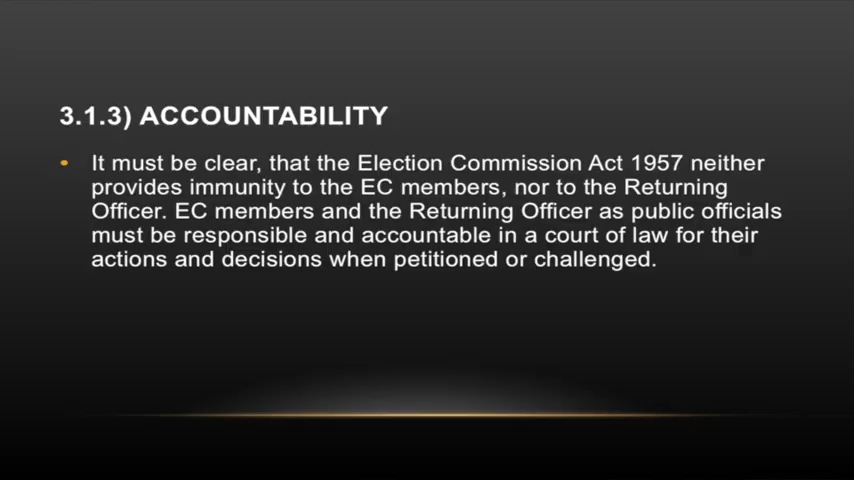 3.1.3) ACCOUNTABILITY
• It must be clear, that the Election Commission Act 1957 neither
provides immunity to the EC members, nor to the Returning
Officer. EC members and the Returning Officer as public officials
must be responsible and accountable in a court of law for their
actions and decisions when petitioned or challenged.